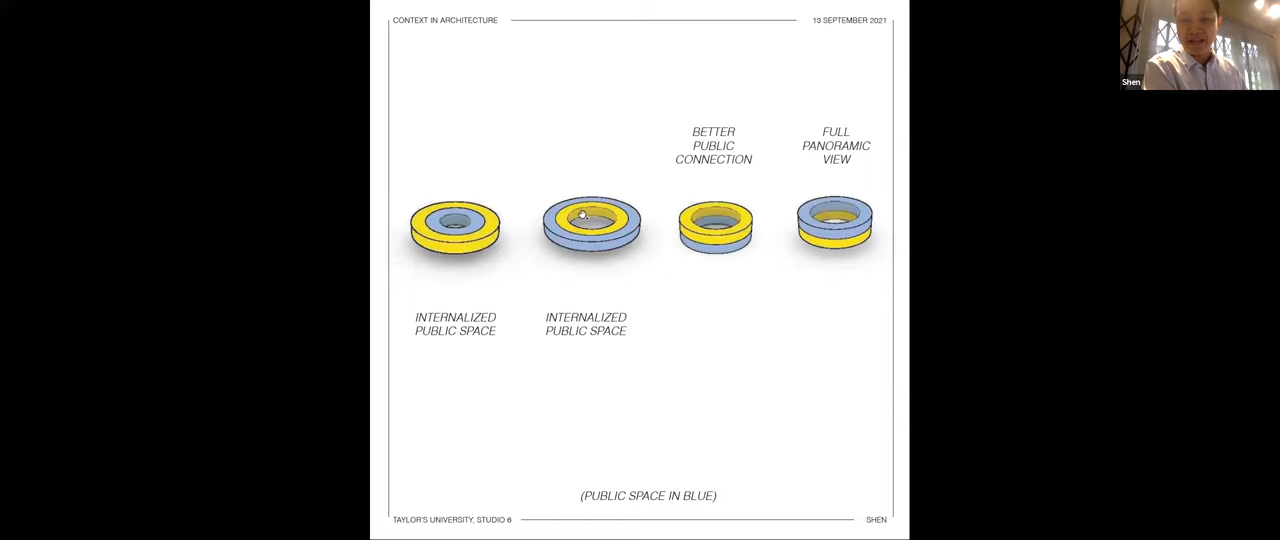 CONTEXT IN ARCHITECTURE
13 SEPTEMBER 2021
Shen
BETTER
PUBLIC
CONNECTION
FULL
PANORAMIC
VIEW
INTERNALIZED
PUBLIC SPACE
INTERNALIZED
PUBLIC SPACE
(PUBLIC SPACE IN BLUE)
TAYLOR'S UNIVERSITY, STUDIO 6
SHEN